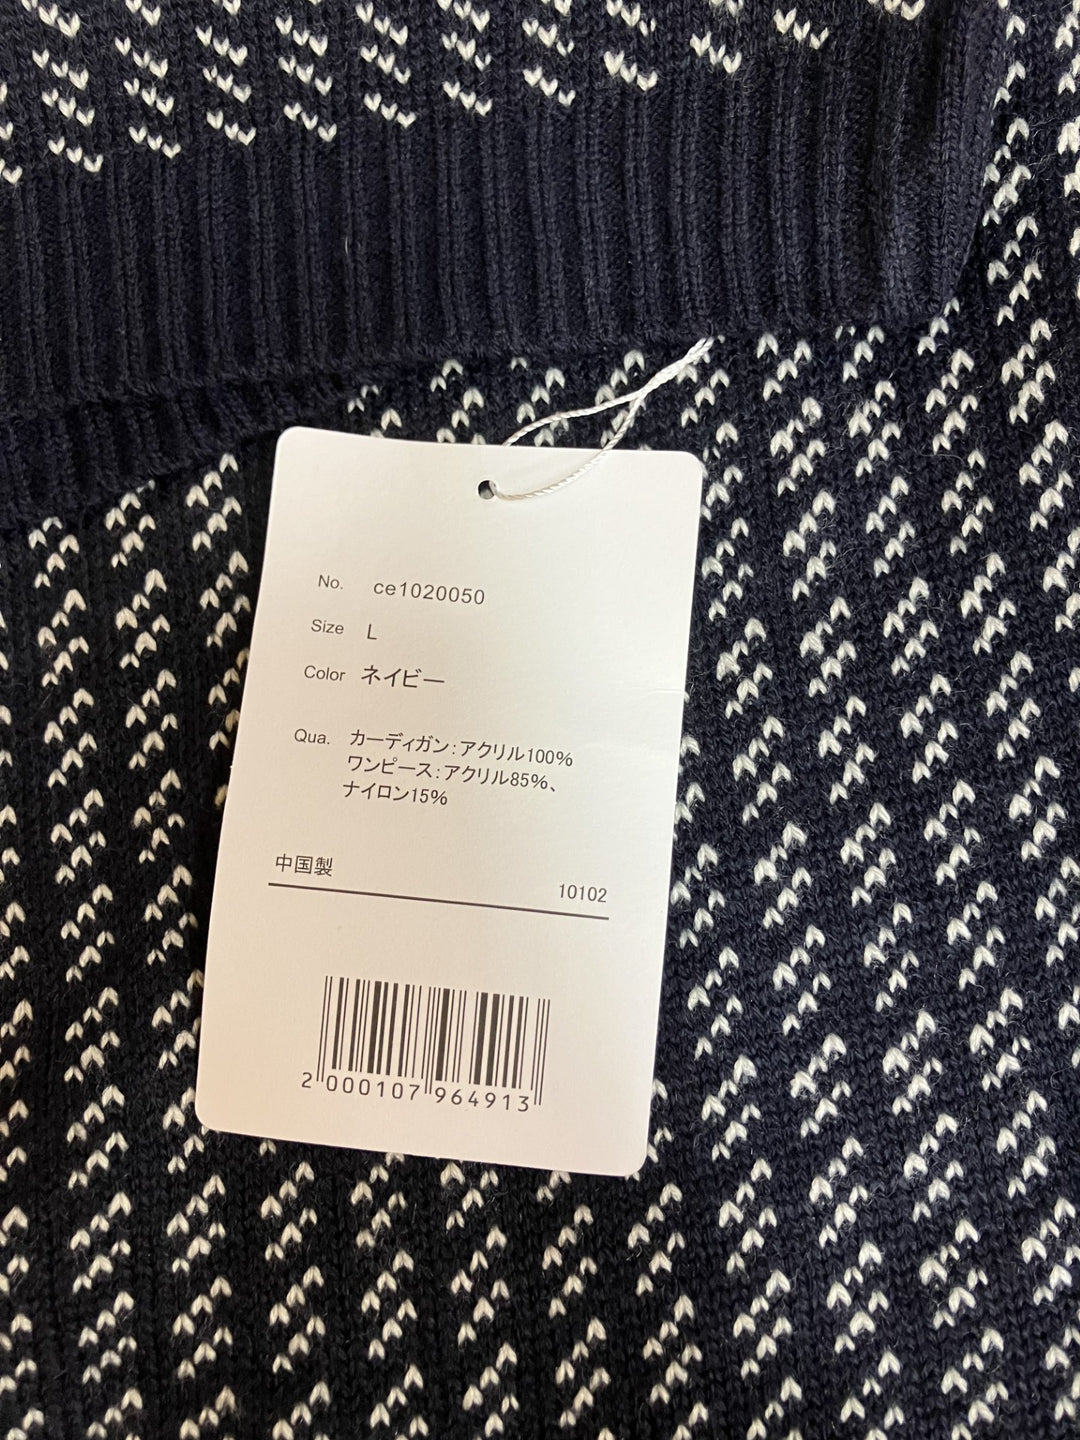 No. ce1020050
Size L
Color ネイビー
Qua. カーディガン:アクリル100%
ワンピース:アクリル85%、
ナイロン15%
中国製
10102
2 000107 964913